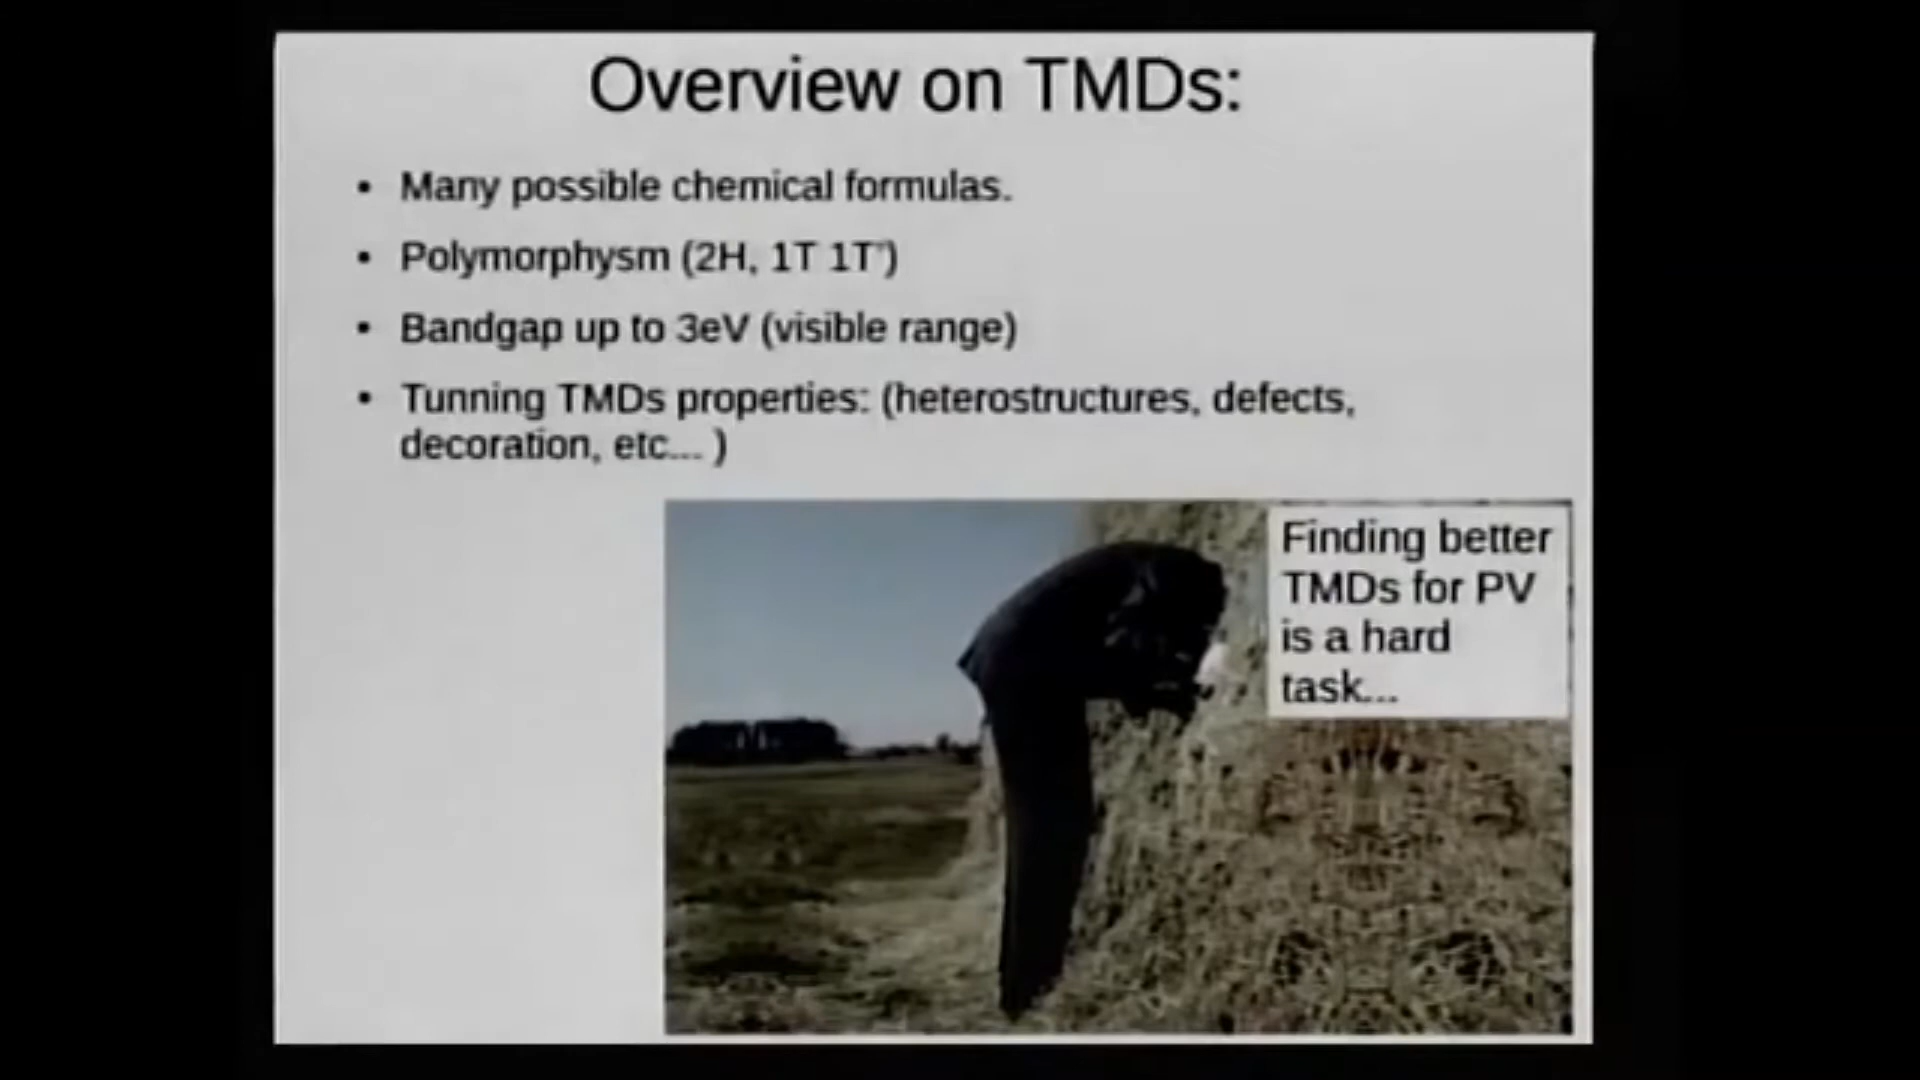 Overview on TMDs:
• Many possible chemical formulas.
• Polymorphysm (2H, 1T 1T')
• Bandgap up to 3eV (visible range)
• Tunning TMDs properties: (heterostructures, defects,
decoration, etc... )
Finding better
TMDs for PV
is a hard
task...